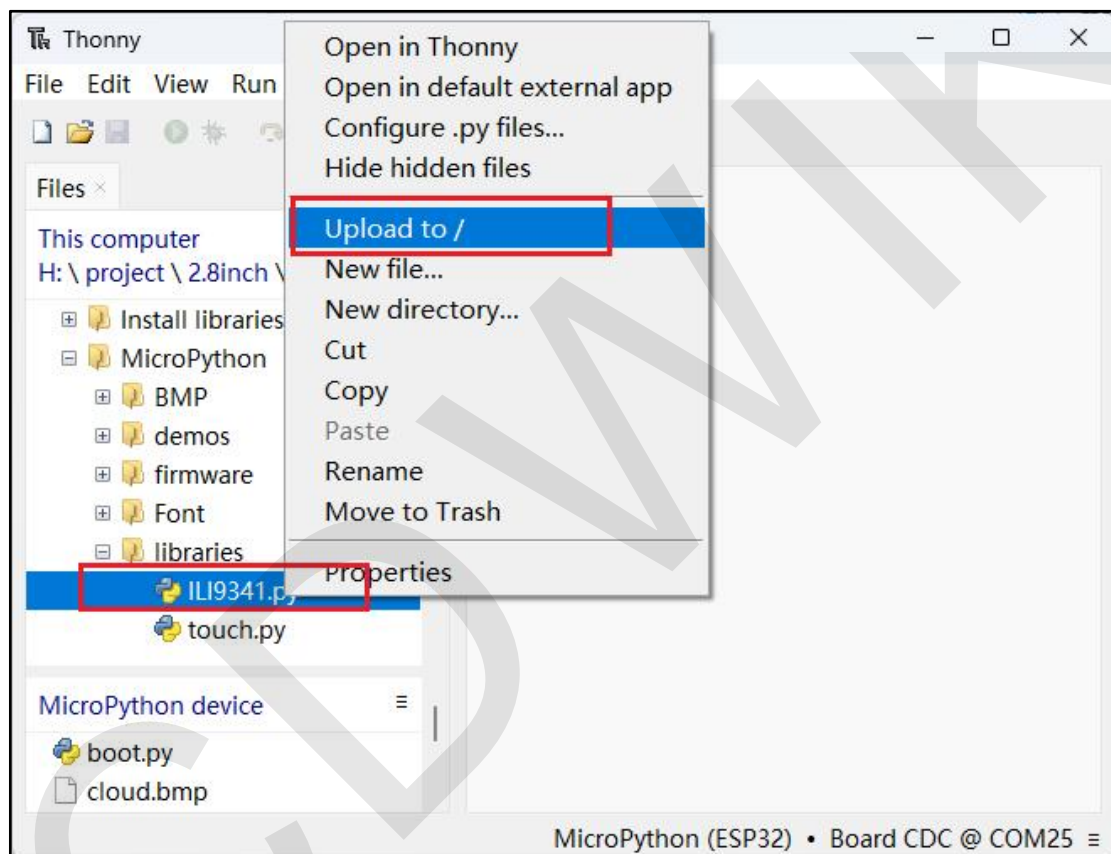 Thonny
File Edit View Run
Files ×
This computer
H: \ project \ 2.8inch \
Install libraries
MicroPython
BMP
demos
firmware
Font
libraries
ILI9341.py
touch.py
MicroPython device
boot.py
cloud.bmp
Open in Thonny
Open in default external app
Configure .py files...
Hide hidden files
Upload to /
New file...
New directory...
Cut
Copy
Paste
Rename
Move to Trash
Properties
MicroPython (ESP32) • Board CDC @ COM25 ≡